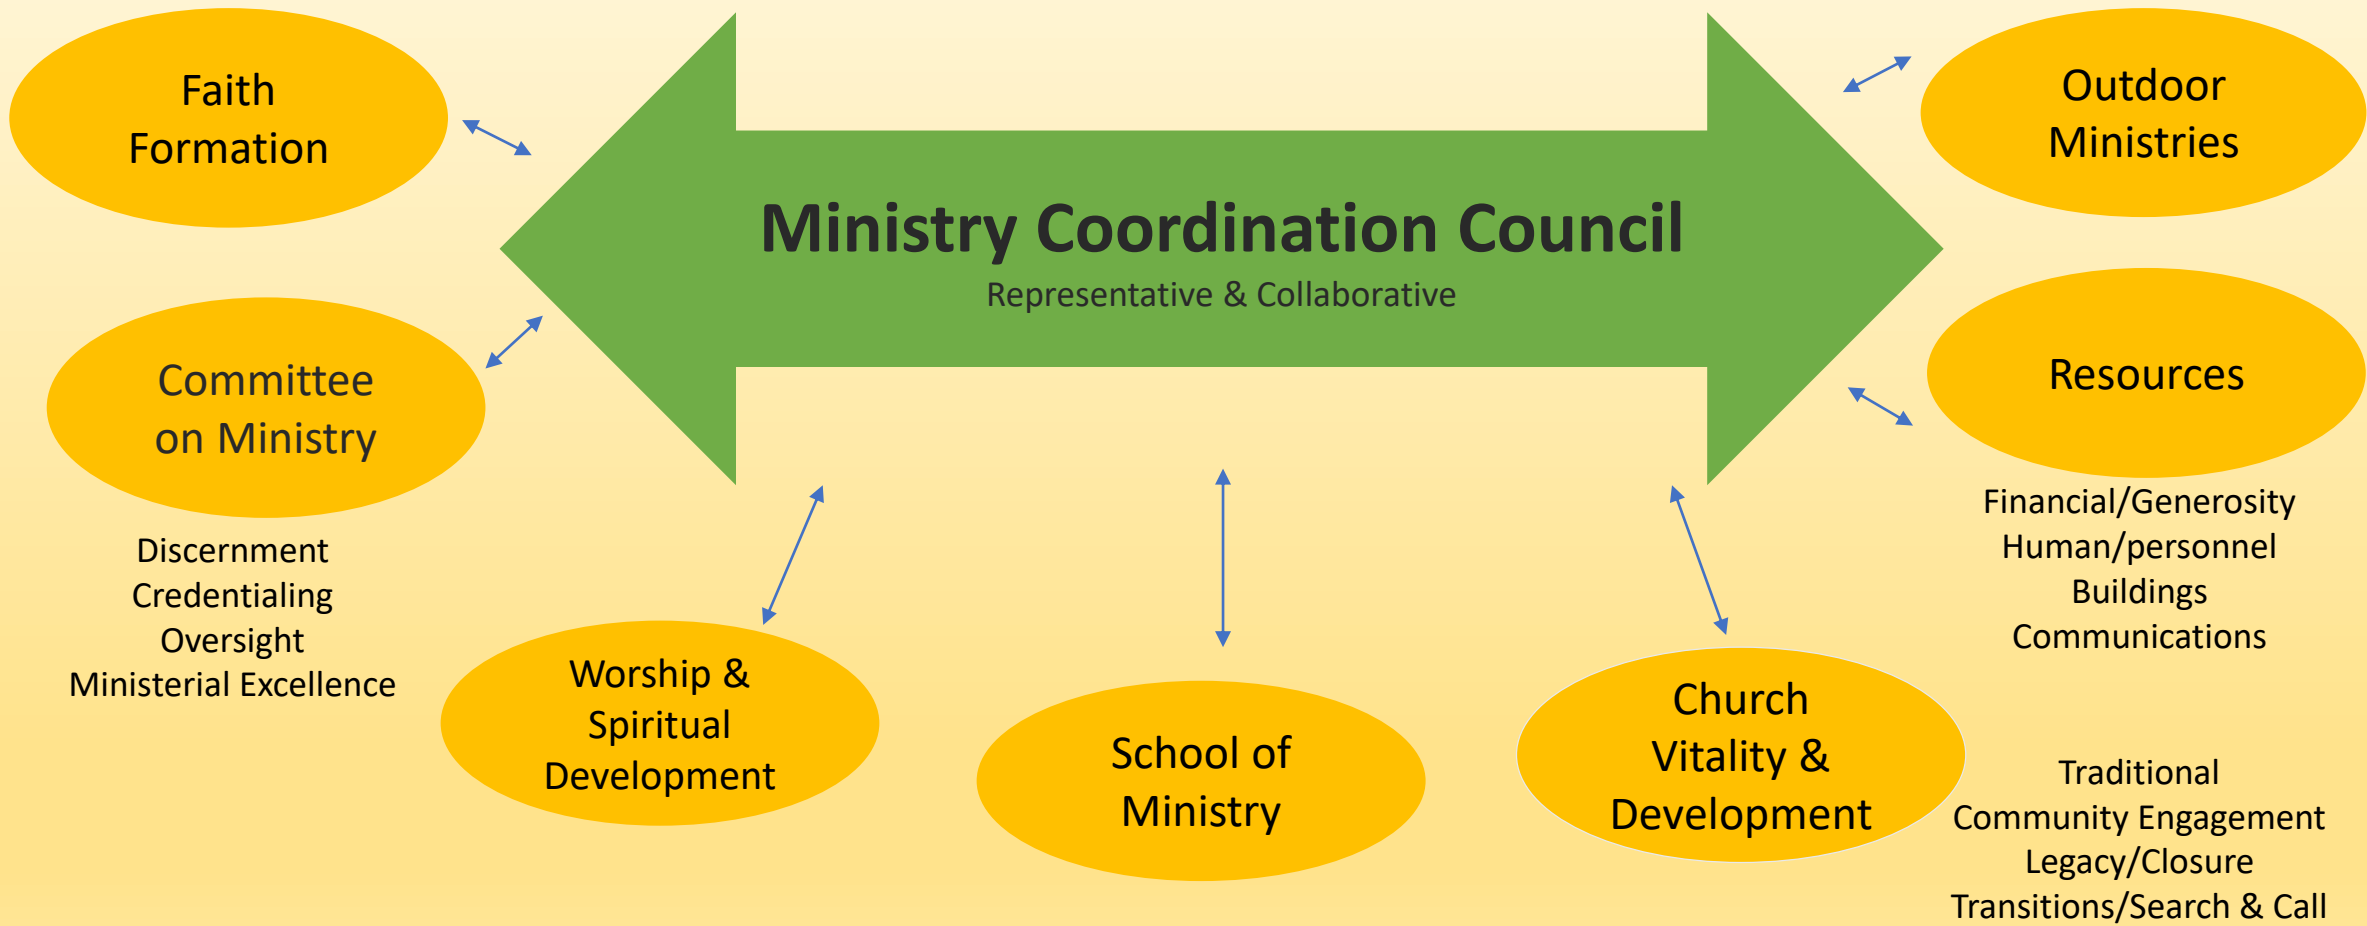 Faith
Formation
Ministry Coordination Council
Representative & Collaborative
Outdoor
Ministries
Committee
on Ministry
Discernment
Credentialing
Oversight
Ministerial Excellence
Resources
Financial/Generosity
Human/personnel
Buildings
Communications
Worship &
Spiritual
Development
School of
Ministry
Church
Vitality &
Development
Traditional
Community Engagement
Legacy/Closure
Transitions/Search & Call